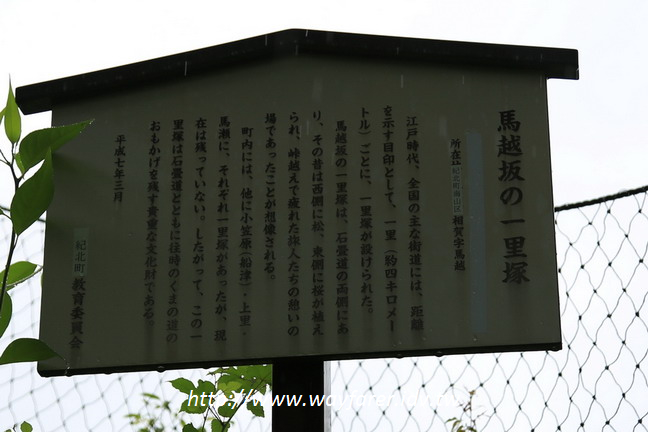 馬越坂の一里塚
所在地 紀北町海山区 相賀字馬越
江戸時代、全国の主な街道には、距離
を示す目印として、一里(約四キロメー
トル)ごとに、一里塚が設けられた。
馬越坂の一里塚は、石畳道の両側にあ
り、その昔は西側に松、東側に桜が植え
られ、峠越えで疲れた旅人たちの憩いの
場であったことが想像される。
町内には、他に小笠原(船津)・上里・
馬瀬に、それぞれ一里塚があったが、現
在は残っていない。したがって、この一
里塚は石畳道とともに往時のくまの道の
おもかげを残す貴重な文化財である。
平成七年三月
紀北町教育委員会
http://www.wayfarer.